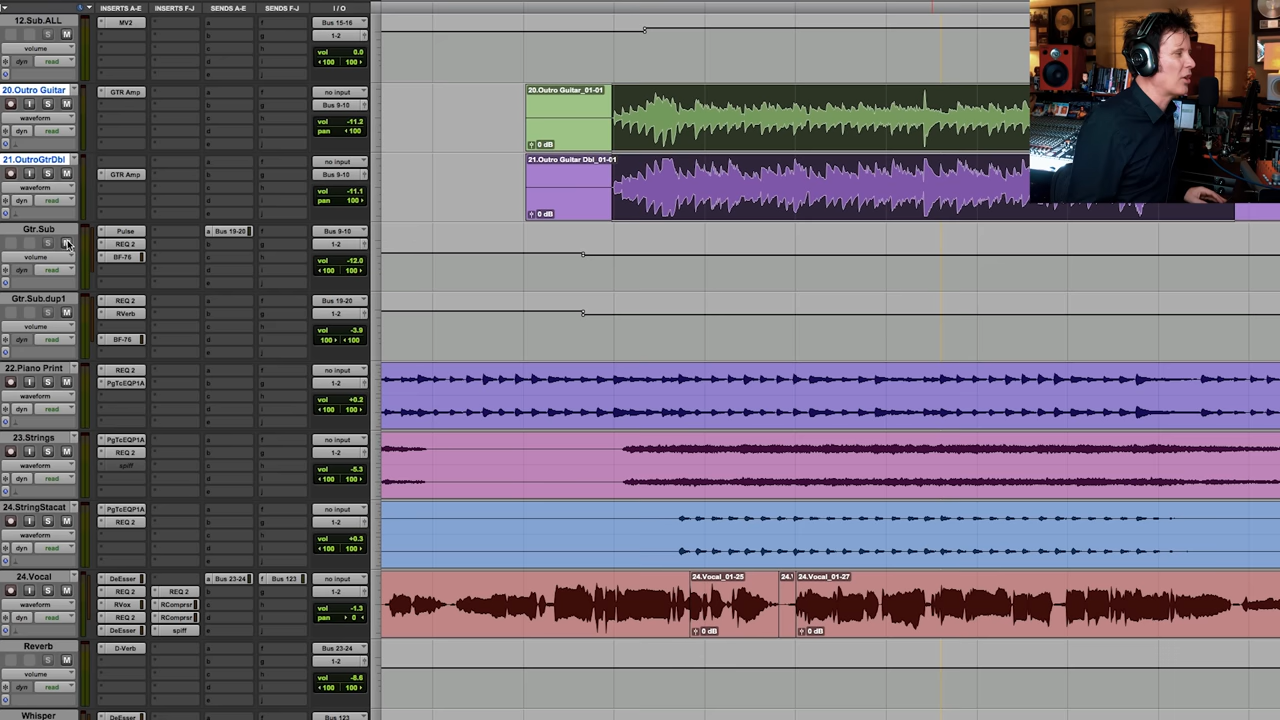 INSERTS A-E INSERTS F-J SENDS A-E SENDS F-J I / O
12.Sub.ALL MV2 a f Bus 15-16
S M b g 1-2
volume c h vol 0.0
dyn read d i 100 100
e j
20.Outro Guitar GTR Amp a f no input 20.Outro Guitar_01-01
I S M b g Bus 9-10
waveform c h vol -11.2
dyn read d i pan 100
e j 0 dB
21.OutroGtrDbl a f no input 21.Outro Guitar Dbl_01-01
I S M GTR Amp b g Bus 9-10
waveform c h vol -11.1
dyn read d i pan 100
e j 0 dB
Gtr.Sub Pulse a Bus 19-20 f Bus 9-10
S M REQ 2 b g 1-2
volume BF-76 c h vol -12.0
dyn read d i 100 100
e j
Gtr.Sub.dup1 REQ 2 a f Bus 19-20
S M RVerb b g 1-2
volume c h vol -3.9
dyn read BF-76 d i 100 100
e j
22.Piano Print REQ 2 a f no input
I S M PgTcEQP1A b g 1-2
waveform c h vol +0.2
dyn read d i 100 100
e j
23.Strings PgTcEQP1A a f no input
I S M REQ 2 b g 1-2
waveform spiff c h vol -5.3
dyn read d i 100 100
e j
24.StringStacat PgTcEQP1A a f no input
I S M REQ 2 b g 1-2
waveform c h vol +0.3
dyn read d i 100 100
e j
24.Vocal DeEsser a Bus 23-24 f Bus 123 no input 24.Vocal_01-25 24.V 24.Vocal_01-27
I S M REQ 2 REQ 2 b g 1-2
waveform RVox RComprsr c h vol -1.3
dyn read REQ 2 RComprsr d i pan 0
DeEsser spiff e j 0 dB 0 dB
Reverb D-Verb a f Bus 23-24
S M b g 1-2
volume c h vol -6.6
dyn read d i 100 100
e j
Whisper DeEsser a f Bus 123